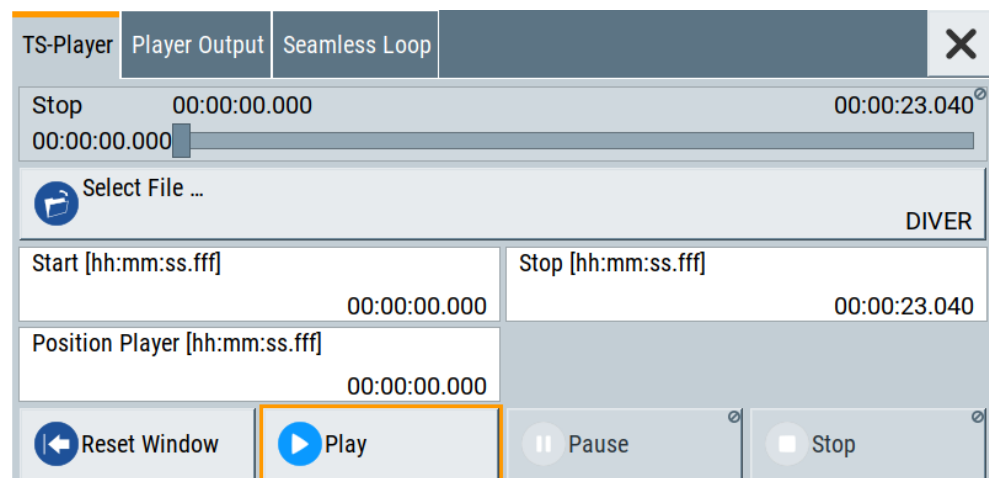 TS-Player Player Output Seamless Loop
Stop 00:00:00.000 00:00:23.040
00:00:00.000
Select File ...
DIVER
Start [hh:mm:ss.fff] Stop [hh:mm:ss.fff]
00:00:00.000 00:00:23.040
Position Player [hh:mm:ss.fff]
00:00:00.000
Reset Window Play Pause Stop